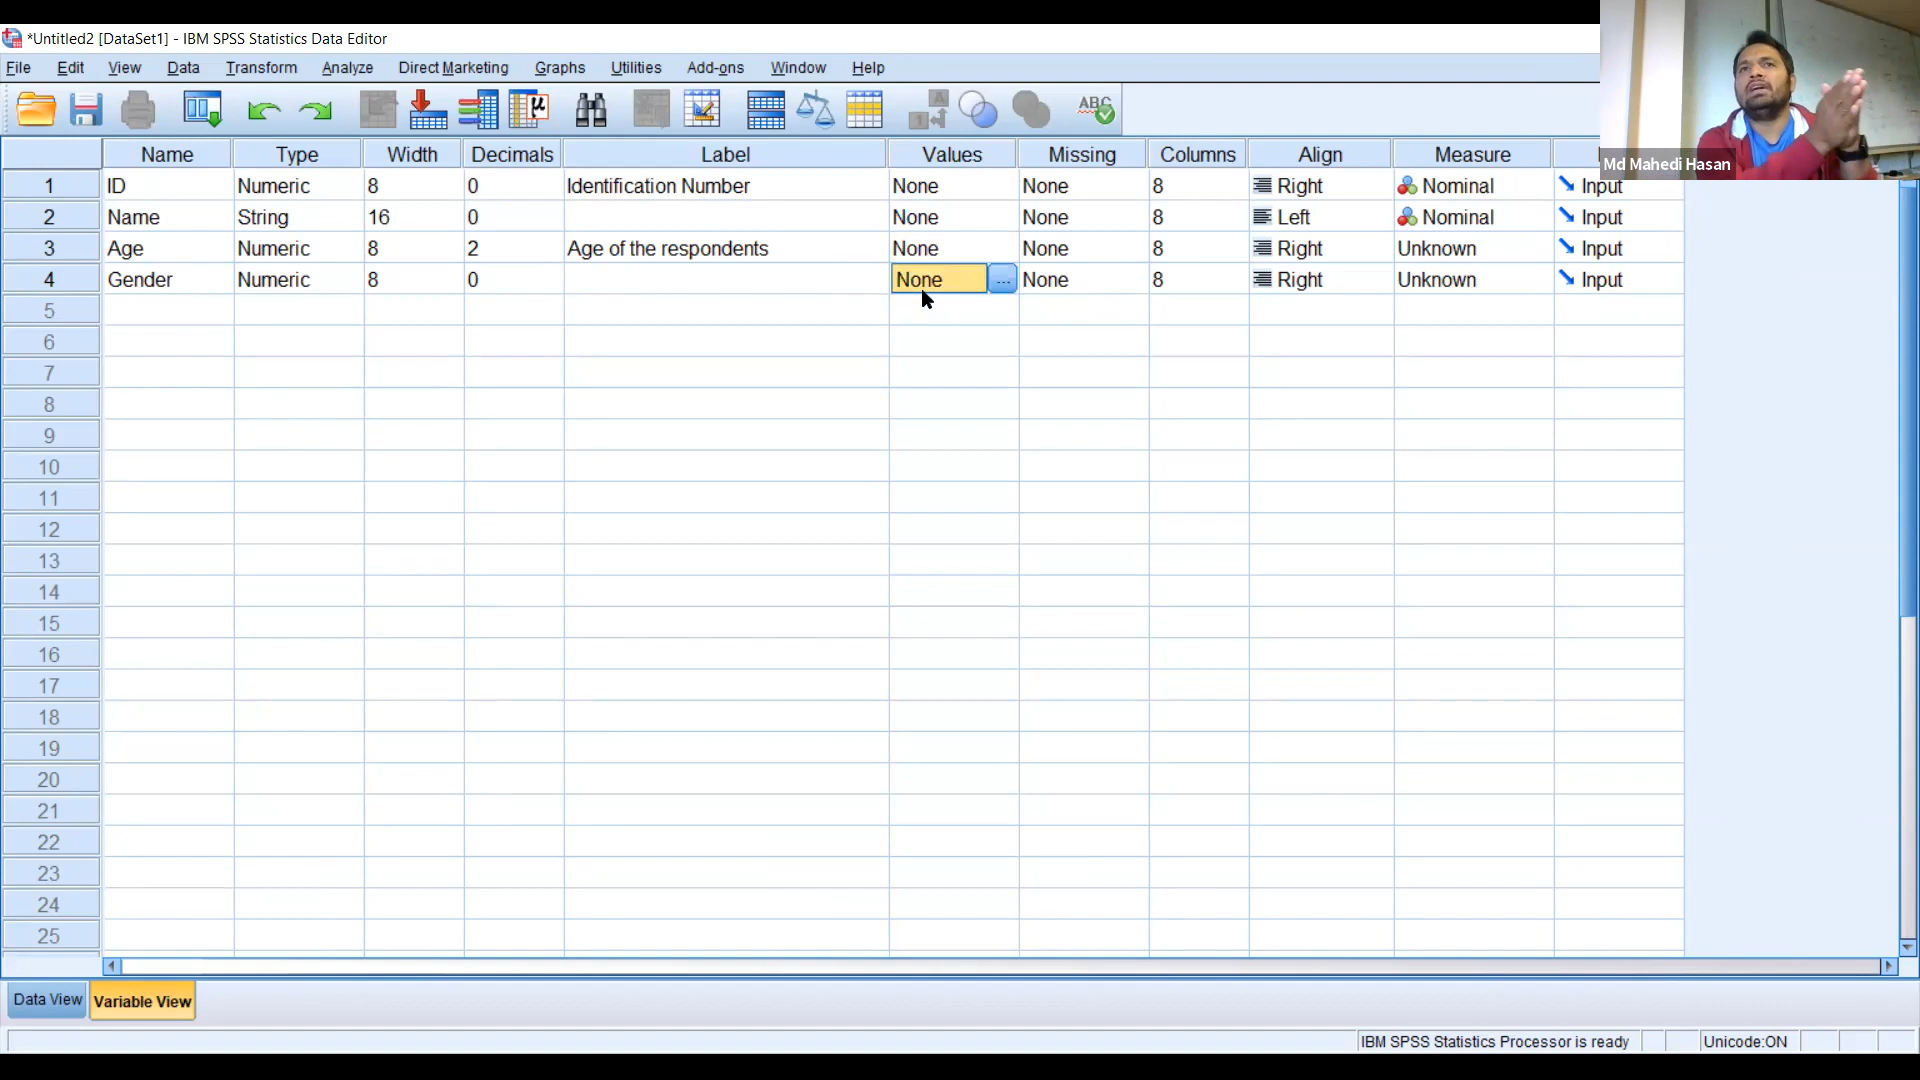 *Untitled2 [DataSet1] - IBM SPSS Statistics Data Editor
File Edit View Data Transform Analyze Direct Marketing Graphs Utilities Add-ons Window Help
Md Mahedi Hasan
Name Type Width Decimals Label Values Missing Columns Align Measure
1 ID Numeric 8 0 Identification Number None None 8 Right Nominal Input
2 Name String 16 0 None None 8 Left Nominal Input
3 Age Numeric 8 2 Age of the respondents None None 8 Right Unknown Input
4 Gender Numeric 8 0 None ... None 8 Right Unknown Input
5
6
7
8
9
10
11
12
13
14
15
16
17
18
19
20
21
22
23
24
25
Data View Variable View
IBM SPSS Statistics Processor is ready Unicode:ON